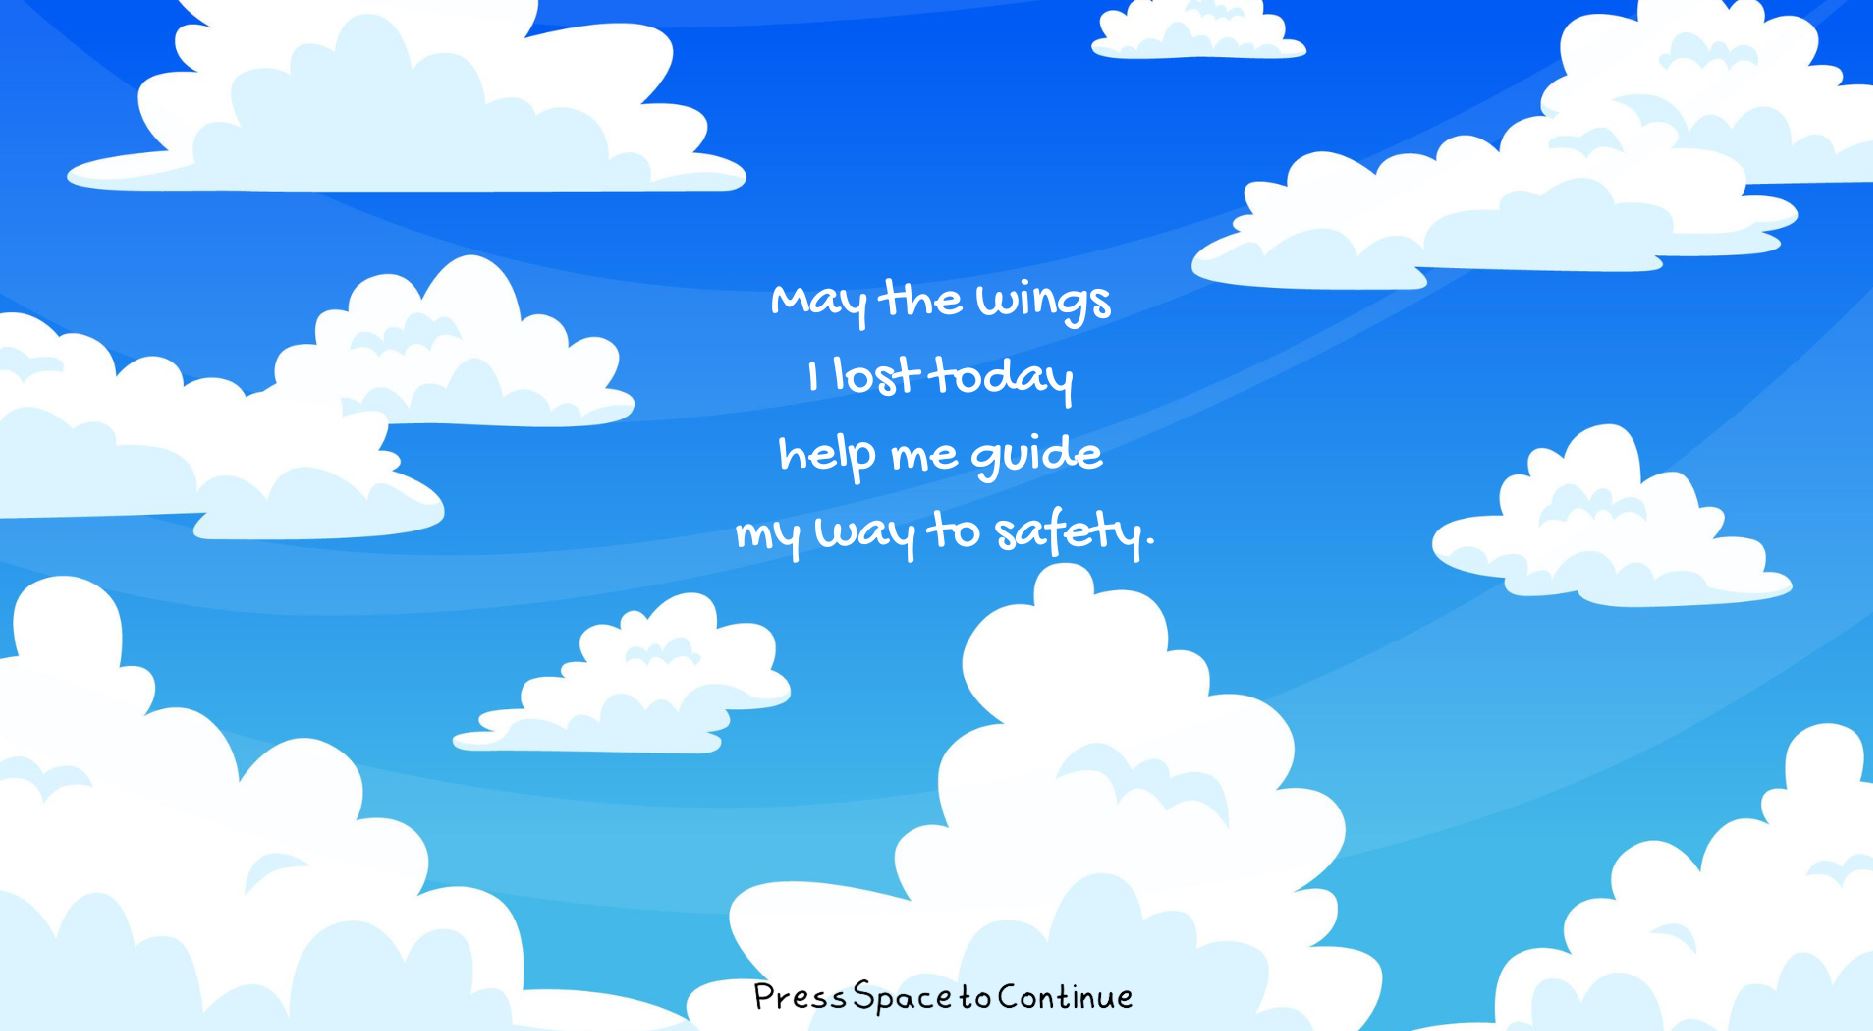 May the wings
I lost today
help me guide
my way to safety.
Press Space to Continue